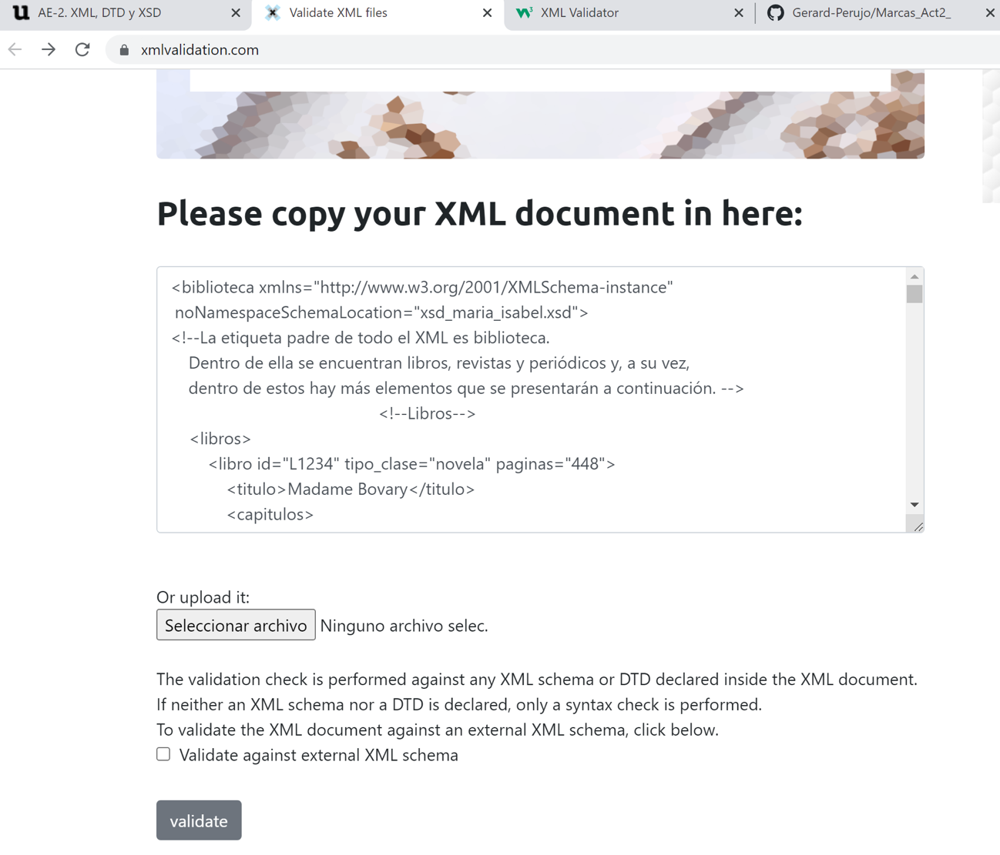 AE-2. XML, DTD y XSD
Validate XML files
XML Validator
Gerard-Perujo/Marcas_Act2_
xmlvalidation.com
Please copy your XML document in here:
<biblioteca xmlns="http://www.w3.org/2001/XMLSchema-instance"
noNamespaceSchemaLocation="xsd_maria_isabel.xsd">
<!--La etiqueta padre de todo el XML es biblioteca.
Dentro de ella se encuentran libros, revistas y periódicos y, a su vez,
dentro de estos hay más elementos que se presentarán a continuación. -->
<!--Libros-->
<libros>
<libro id="L1234" tipo_clase="novela" paginas="448">
<titulo>Madame Bovary</titulo>
<capitulos>
Or upload it:
Seleccionar archivo Ninguno archivo selec.
The validation check is performed against any XML schema or DTD declared inside the XML document.
If neither an XML schema nor a DTD is declared, only a syntax check is performed.
To validate the XML document against an external XML schema, click below.
Validate against external XML schema
validate